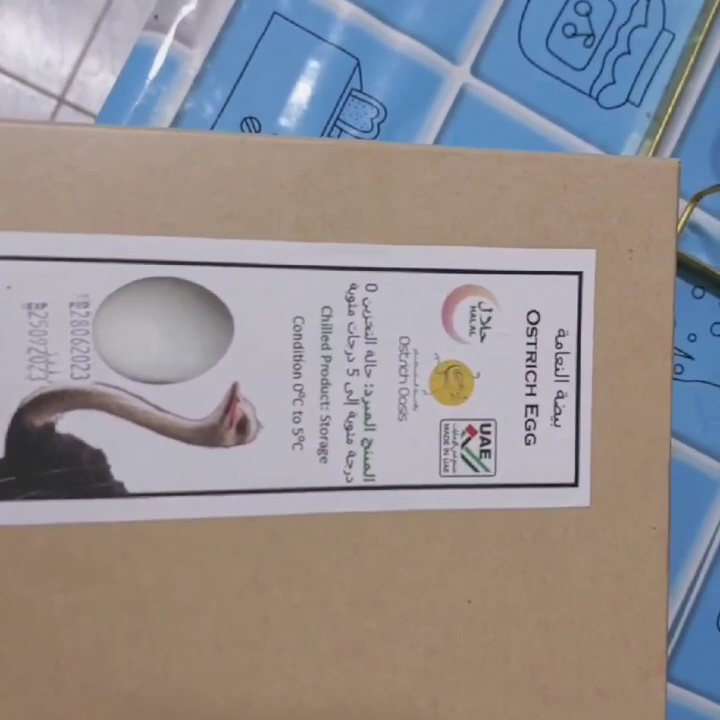 بيضة النعامة
OSTRICH EGG
حلال
HALAL
UAE
MADE IN UAE
Ostrich Oasis
المنتج المبرد: حالة التخزين 0
درجة مئوية إلى 5 درجات مئوية
Chilled Product: Storage
Condition 0°C to 5°C
28062023
25092023